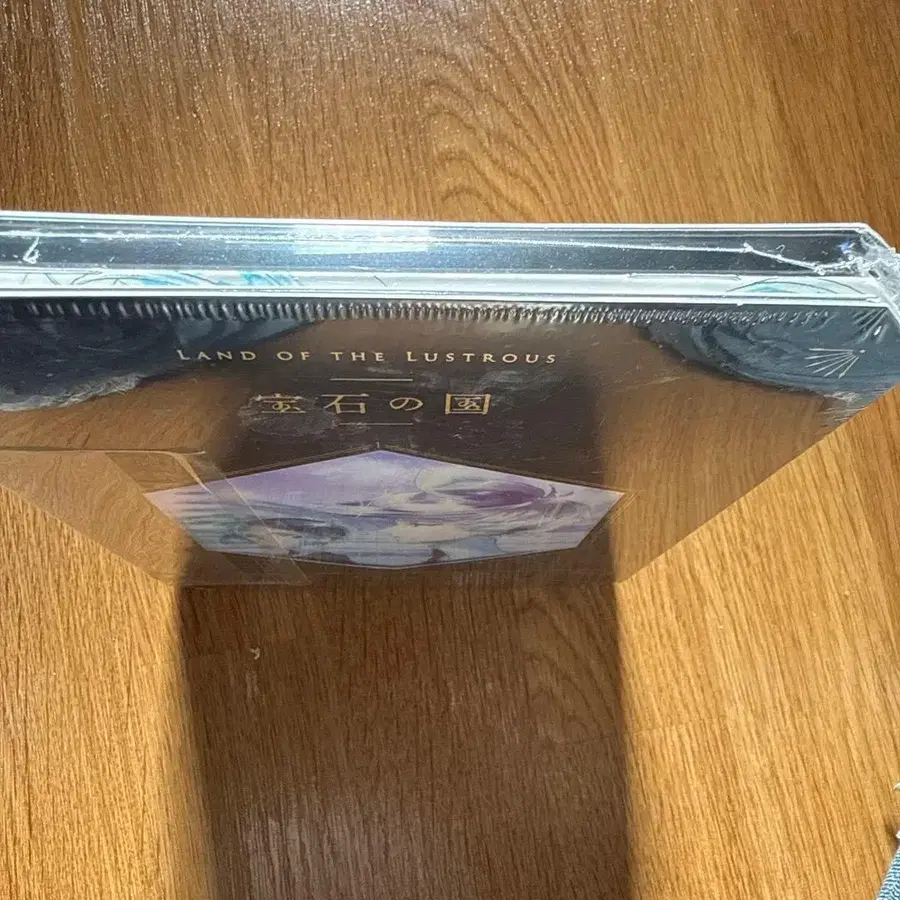 LAND OF THE LUSTROUS
宝石の国